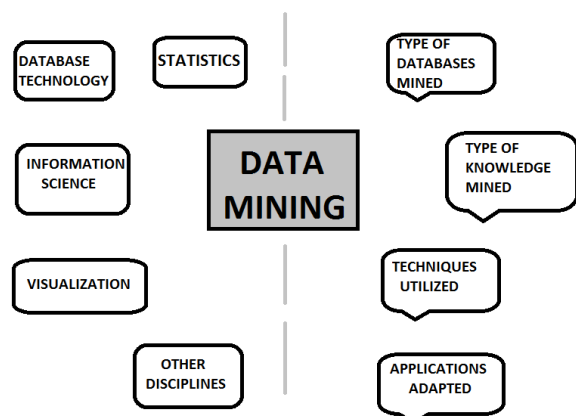 DATABASE
TECHNOLOGY
STATISTICS
INFORMATION
SCIENCE
VISUALIZATION
OTHER
DISCIPLINES
DATA
MINING
TYPE OF
DATABASES
MINED
TYPE OF
KNOWLEDGE
MINED
TECHNIQUES
UTILIZED
APPLICATIONS
ADAPTED